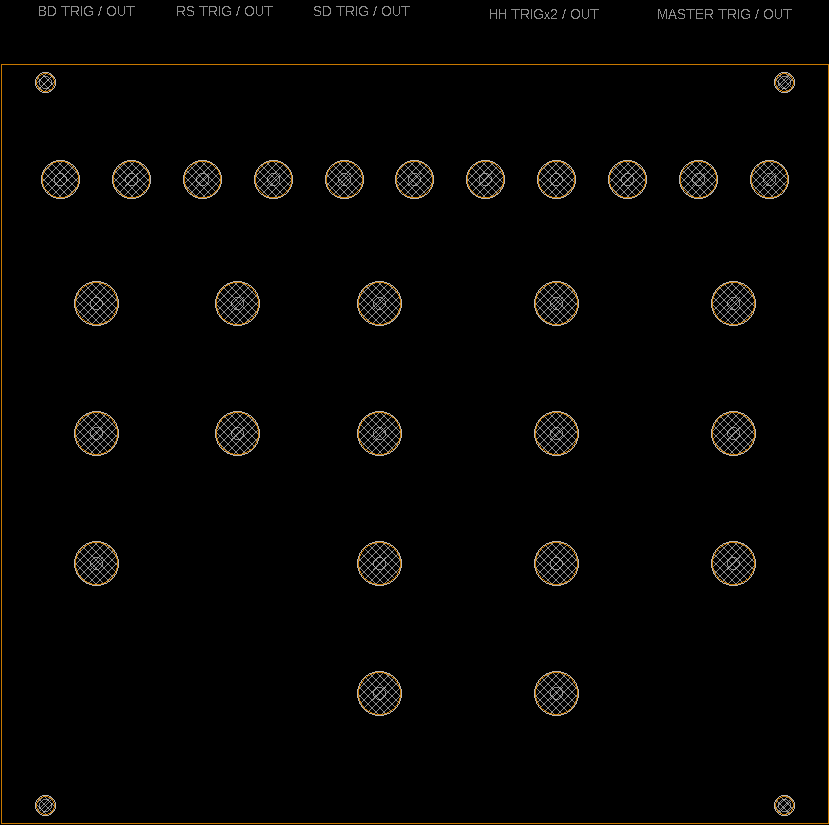 BD TRIG / OUT
RS TRIG / OUT
SD TRIG / OUT
HH TRIGx2 / OUT
MASTER TRIG / OUT